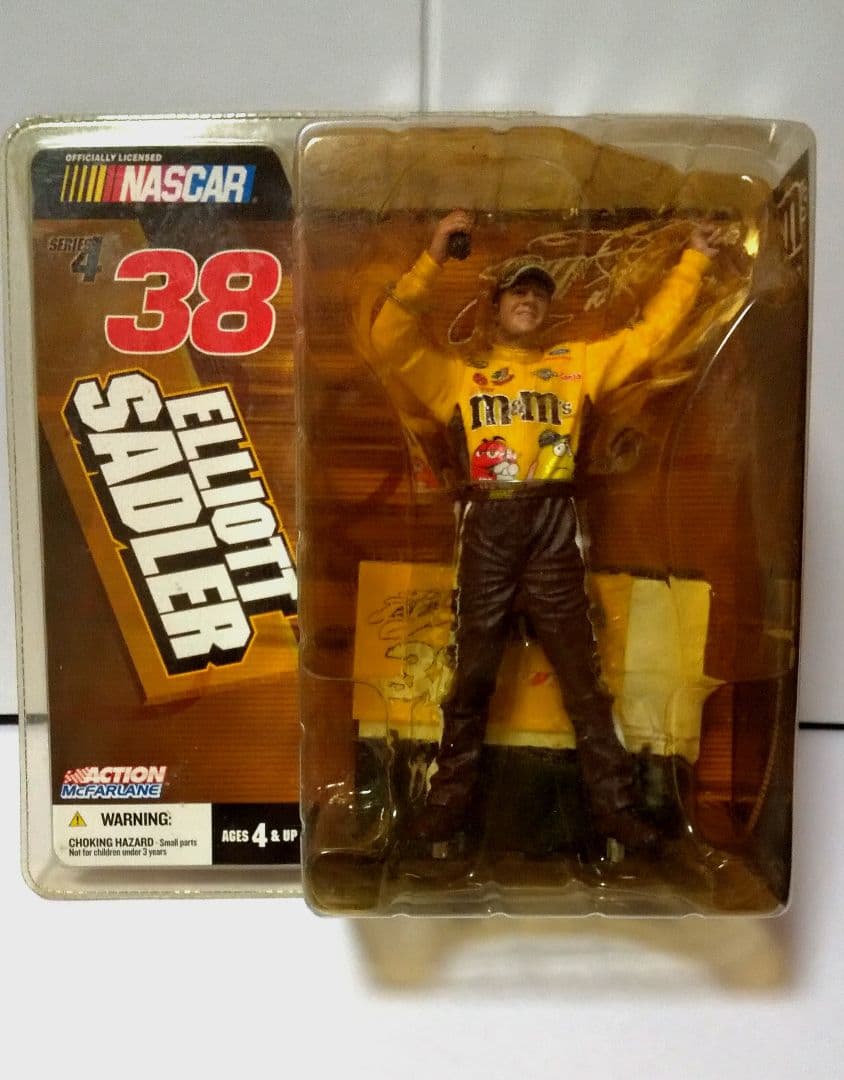 OFFICIALLY LICENSED
NASCAR
SERIES 4
38
ELLIOTT
SADLER
m&m's
ACTION
McFARLANE
WARNING:
CHOKING HAZARD - Small parts
Not for children under 3 years
AGES 4 & UP